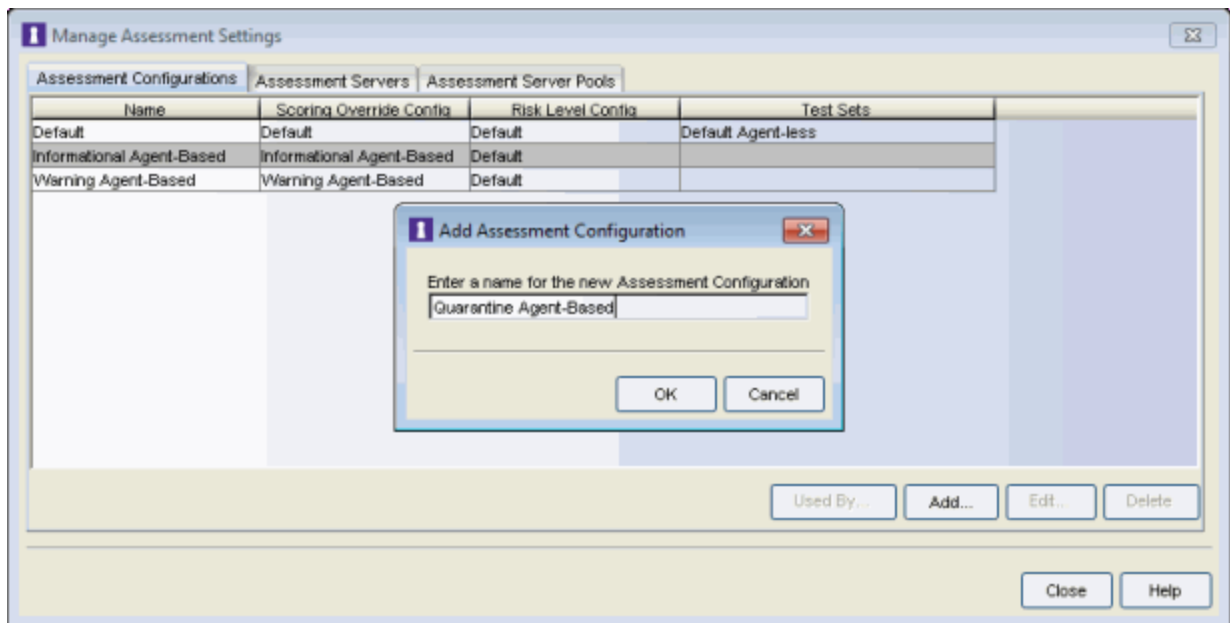 Manage Assessment Settings
Assessment Configurations Assessment Servers Assessment Server Pools
Name Scoring Override Config Risk Level Config Test Sets
Default Default Default Default Agent-less
Informational Agent-Based Informational Agent-Based Default
Warning Agent-Based Warning Agent-Based Default
Add Assessment Configuration
Enter a name for the new Assessment Configuration
Quarantine Agent-Based
OK Cancel
Used By... Add... Edit... Delete
Close Help